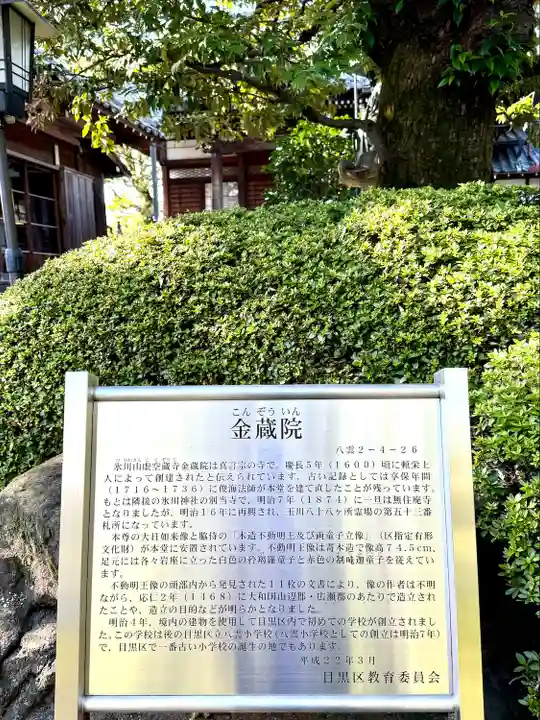 こんぞういん
金蔵院
八雲2-4-26
氷川山虚空蔵寺金蔵院は真言宗の寺で、慶長5年(1600)頃に頼栄上
人によって創建されたと伝えられています。古い記録としては享保年間
(1716~1736)に俊海法師が本堂を建て直したことが残っています。
もとは隣接の氷川神社の別当寺で、明治7年(1874)に一旦は無住廃寺
となりましたが、明治16年に再興され、玉川八十八ヶ所霊場の第五十三番
札所になっています。
本尊の大日如来像と脇侍の「木造不動明王及び両童子立像」(区指定有形
文化財)が本堂に安置されています。不動明王像は寄木造で像高74.5cm、
足元には各々岩座に立った白色の矜羯羅童子と赤色の制吒迦童子を従えてい
ます。
不動明王像の頭部内から発見された11枚の文書により、像の作者は不明
ながら、応仁2年(1468)に大和国山辺郡・広瀬郡のあたりで造立され
たことや、造立の目的などが明らかとなりました。
明治4年、境内の建物を使用して目黒区内で初めての学校が創立されまし
た。この学校は後の目黒区立八雲小学校(八雲小学校としての創立は明治7年)
で、目黒区で一番古い小学校の誕生の地でもあります。
平成22年3月
目黒区教育委員会